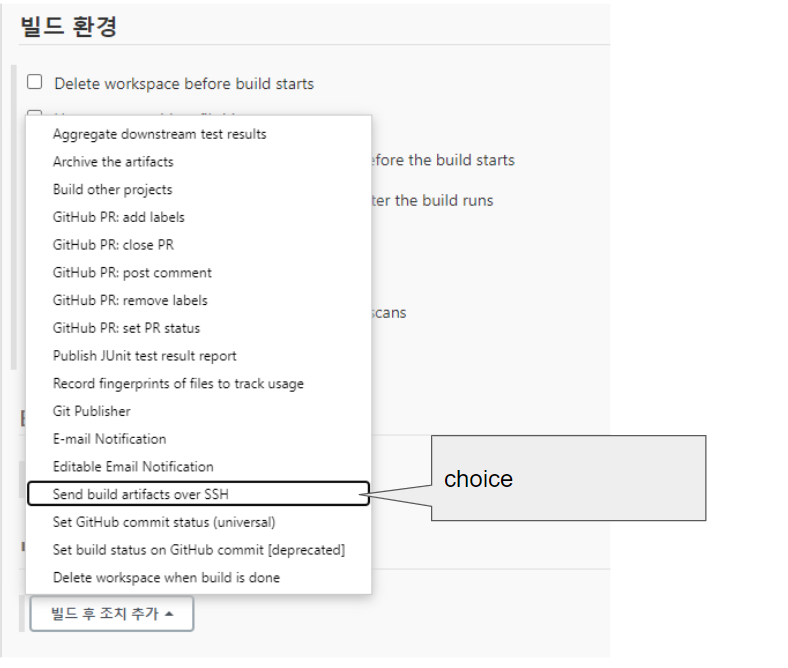 빌드 환경
Delete workspace before build starts
Aggregate downstream test results
Archive the artifacts
before the build starts
Build other projects
ter the build runs
GitHub PR: add labels
GitHub PR: close PR
GitHub PR: post comment
GitHub PR: remove labels
scans
GitHub PR: set PR status
Publish JUnit test result report
Record fingerprints of files to track usage
Git Publisher
E-mail Notification
Editable Email Notification
choice
Send build artifacts over SSH
Set GitHub commit status (universal)
Set build status on GitHub commit [deprecated]
Delete workspace when build is done
빌드 후 조치 추가